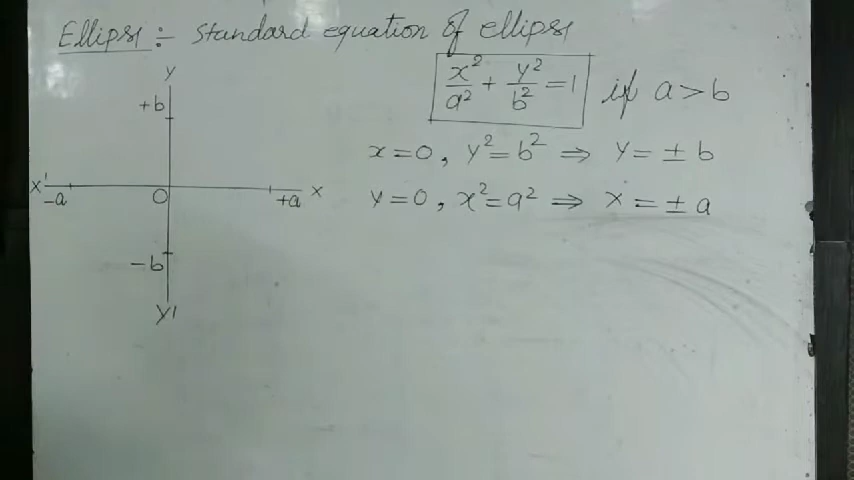 Ellipse :- standard equation of ellipse
x²/a² + y²/b² = 1 if a > b
x=0, y²=b² ⇒ y = ± b
y=0, x²=a² ⇒ x = ± a
y
+b
x' -a O +a x
-b
y'